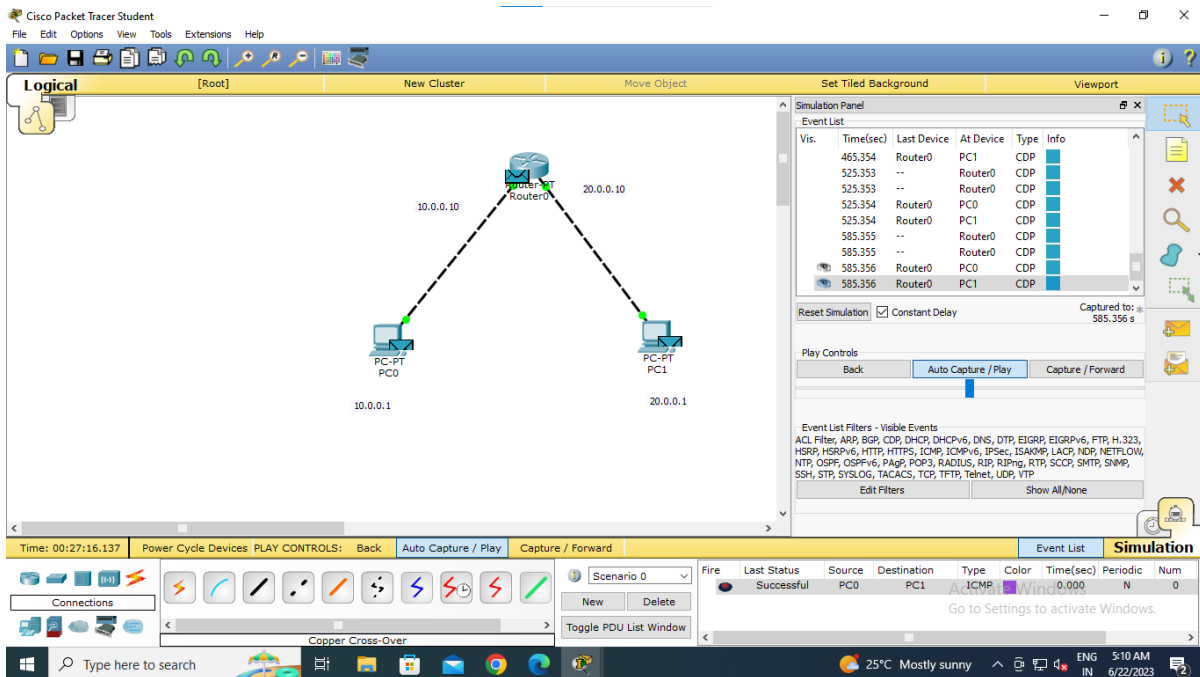 Cisco Packet Tracer Student
File Edit Options View Tools Extensions Help
Logical [Root] New Cluster Move Object Set Tiled Background Viewport
Router-PT
Router0
10.0.0.10
20.0.0.10
PC-PT
PC0
10.0.0.1
PC-PT
PC1
20.0.0.1
Simulation Panel
Event List
Vis. Time(sec) Last Device At Device Type Info
465.354 Router0 PC1 CDP
525.353 -- Router0 CDP
525.353 -- Router0 CDP
525.354 Router0 PC0 CDP
525.354 Router0 PC1 CDP
585.355 -- Router0 CDP
585.355 -- Router0 CDP
585.356 Router0 PC0 CDP
585.356 Router0 PC1 CDP
Reset Simulation Constant Delay Captured to: *
585.356 s
Play Controls
Back Auto Capture / Play Capture / Forward
Event List Filters - Visible Events
ACL Filter, ARP, BGP, CDP, DHCP, DHCPv6, DNS, DTP, EIGRP, EIGRPv6, FTP, H.323,
HSRP, HSRPv6, HTTP, HTTPS, ICMP, ICMPv6, IPSec, ISAKMP, LACP, NDP, NETFLOW,
NTP, OSPF, OSPFv6, PAgP, POP3, RADIUS, RIP, RIPng, RTP, SCCP, SMTP, SNMP,
SSH, STP, SYSLOG, TACACS, TCP, TFTP, Telnet, UDP, VTP
Edit Filters Show All/None
Time: 00:27:16.137 Power Cycle Devices PLAY CONTROLS: Back Auto Capture / Play Capture / Forward Event List Simulation
Connections
Copper Cross-Over
Scenario 0
New Delete
Toggle PDU List Window
Fire Last Status Source Destination Type Color Time(sec) Periodic Num
Successful PC0 PC1 ICMP 0.000 N 0
Activate Windows
Go to Settings to activate Windows.
Type here to search
25°C Mostly sunny
ENG
IN
5:10 AM
6/22/2023
2